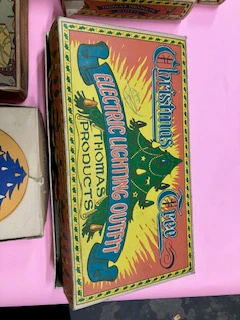 Christmas Tree
ELECTRIC LIGHTING OUTFIT
THOMAS
PRODUCTS